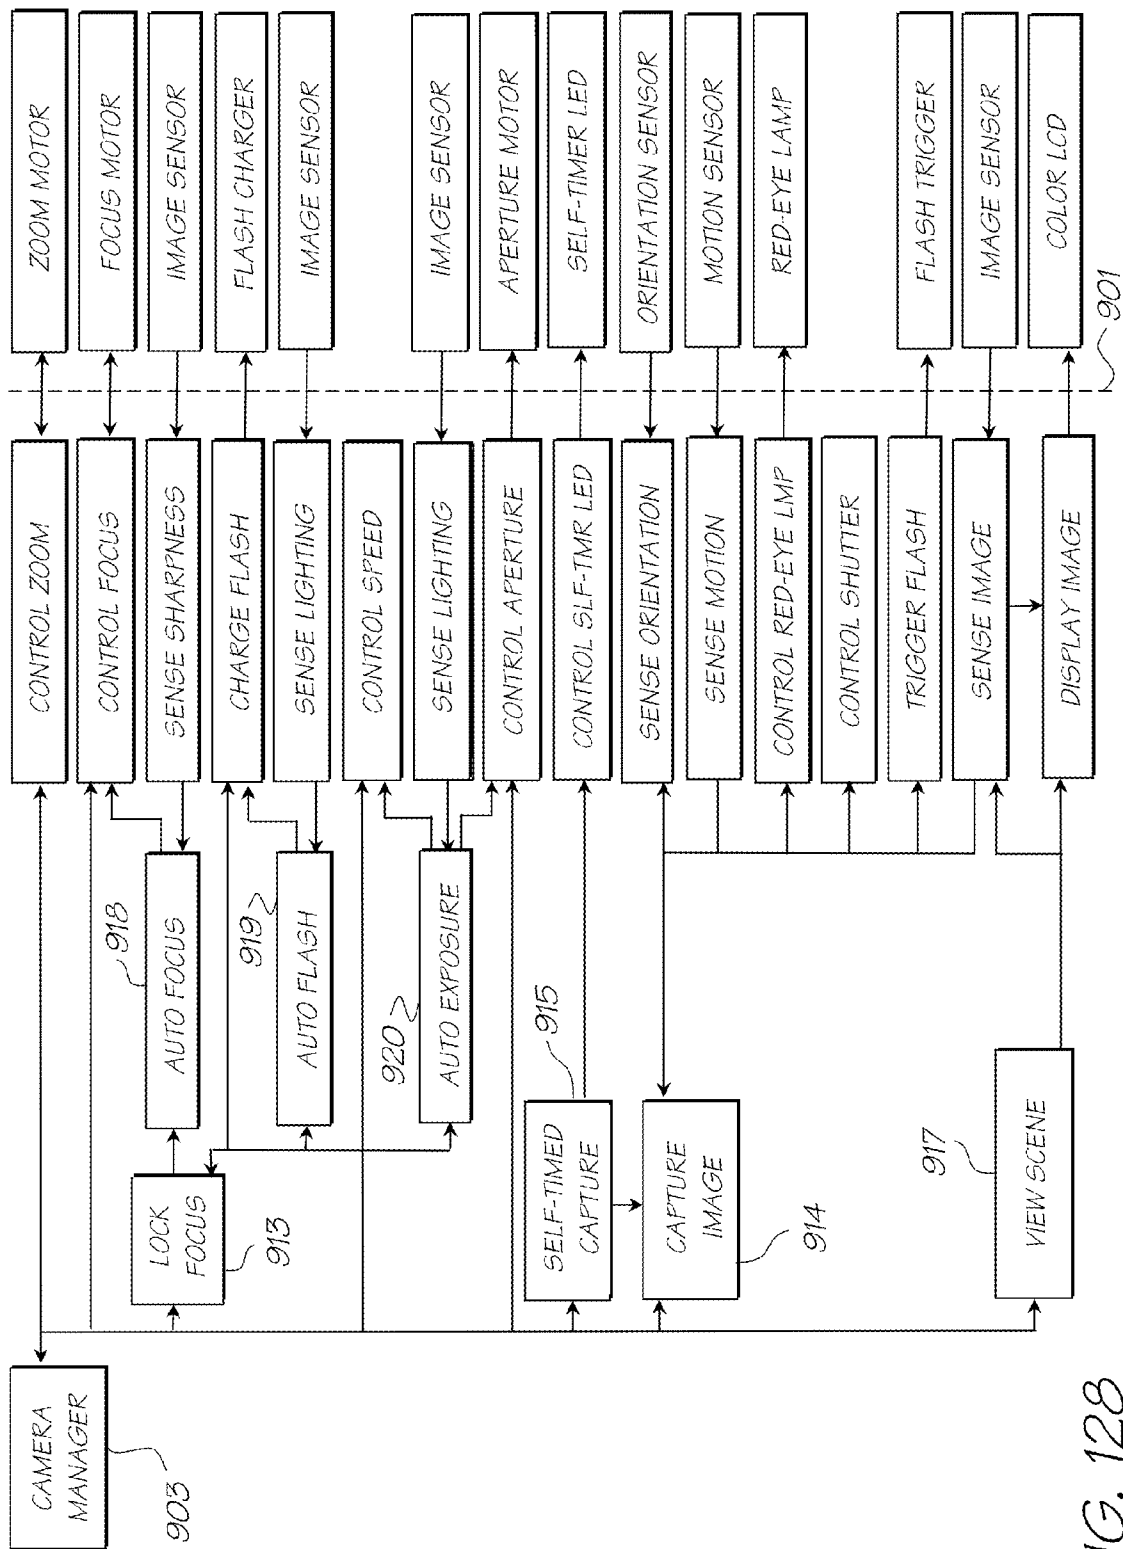 CAMERA
MANAGER
903
LOCK
FOCUS
913
SELF-TIMED
CAPTURE
915
CAPTURE
IMAGE
914
VIEW SCENE
917
AUTO FOCUS
918
AUTO FLASH
919
AUTO EXPOSURE
920
CONTROL ZOOM
CONTROL FOCUS
SENSE SHARPNESS
CHARGE FLASH
SENSE LIGHTING
CONTROL SPEED
SENSE LIGHTING
CONTROL APERTURE
CONTROL SLF-TMR LED
SENSE ORIENTATION
SENSE MOTION
CONTROL RED-EYE LMP
CONTROL SHUTTER
TRIGGER FLASH
SENSE IMAGE
DISPLAY IMAGE
ZOOM MOTOR
FOCUS MOTOR
IMAGE SENSOR
FLASH CHARGER
IMAGE SENSOR
IMAGE SENSOR
APERTURE MOTOR
SELF-TIMER LED
ORIENTATION SENSOR
MOTION SENSOR
RED-EYE LAMP
FLASH TRIGGER
IMAGE SENSOR
COLOR LCD
901
IG. 128